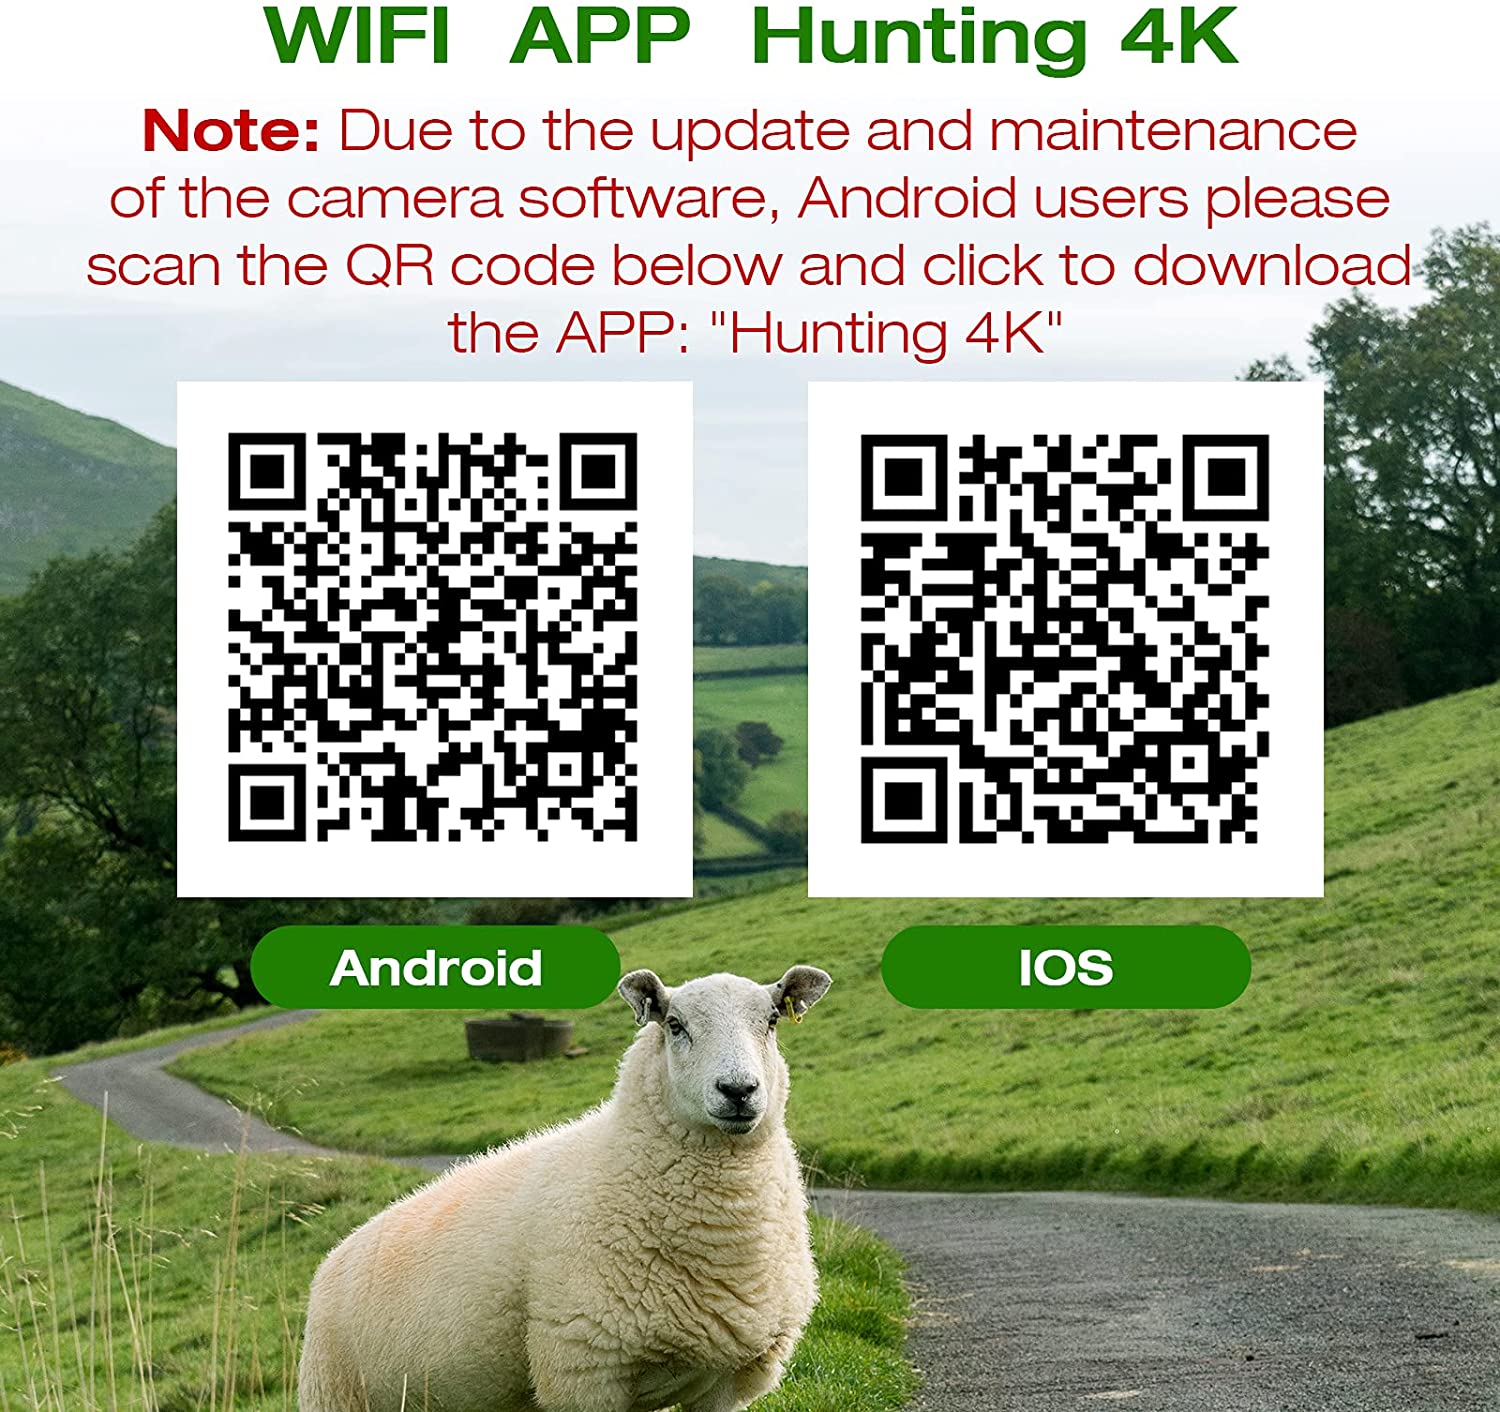 WIFI APP Hunting 4K
Note: Due to the update and maintenance
of the camera software, Android users please
scan the QR code below and click to download
the APP: "Hunting 4K"
Android
IOS